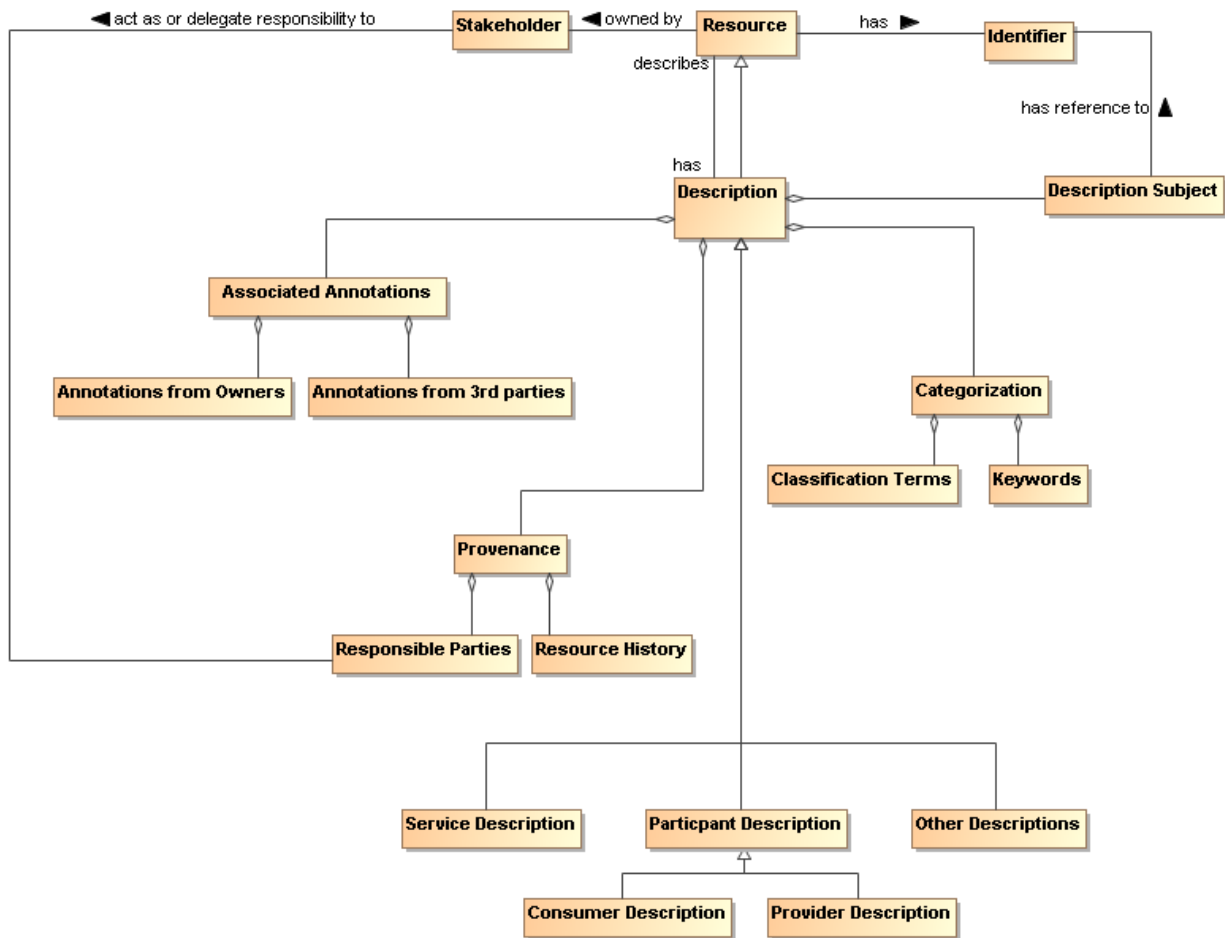 ◄ act as or delegate responsibility to
Stakeholder
◄ owned by
Resource
has ►
Identifier
describes
has reference to ▲
has
Description
Description Subject
Associated Annotations
Annotations from Owners
Annotations from 3rd parties
Categorization
Classification Terms
Keywords
Provenance
Responsible Parties
Resource History
Service Description
Particpant Description
Other Descriptions
Consumer Description
Provider Description